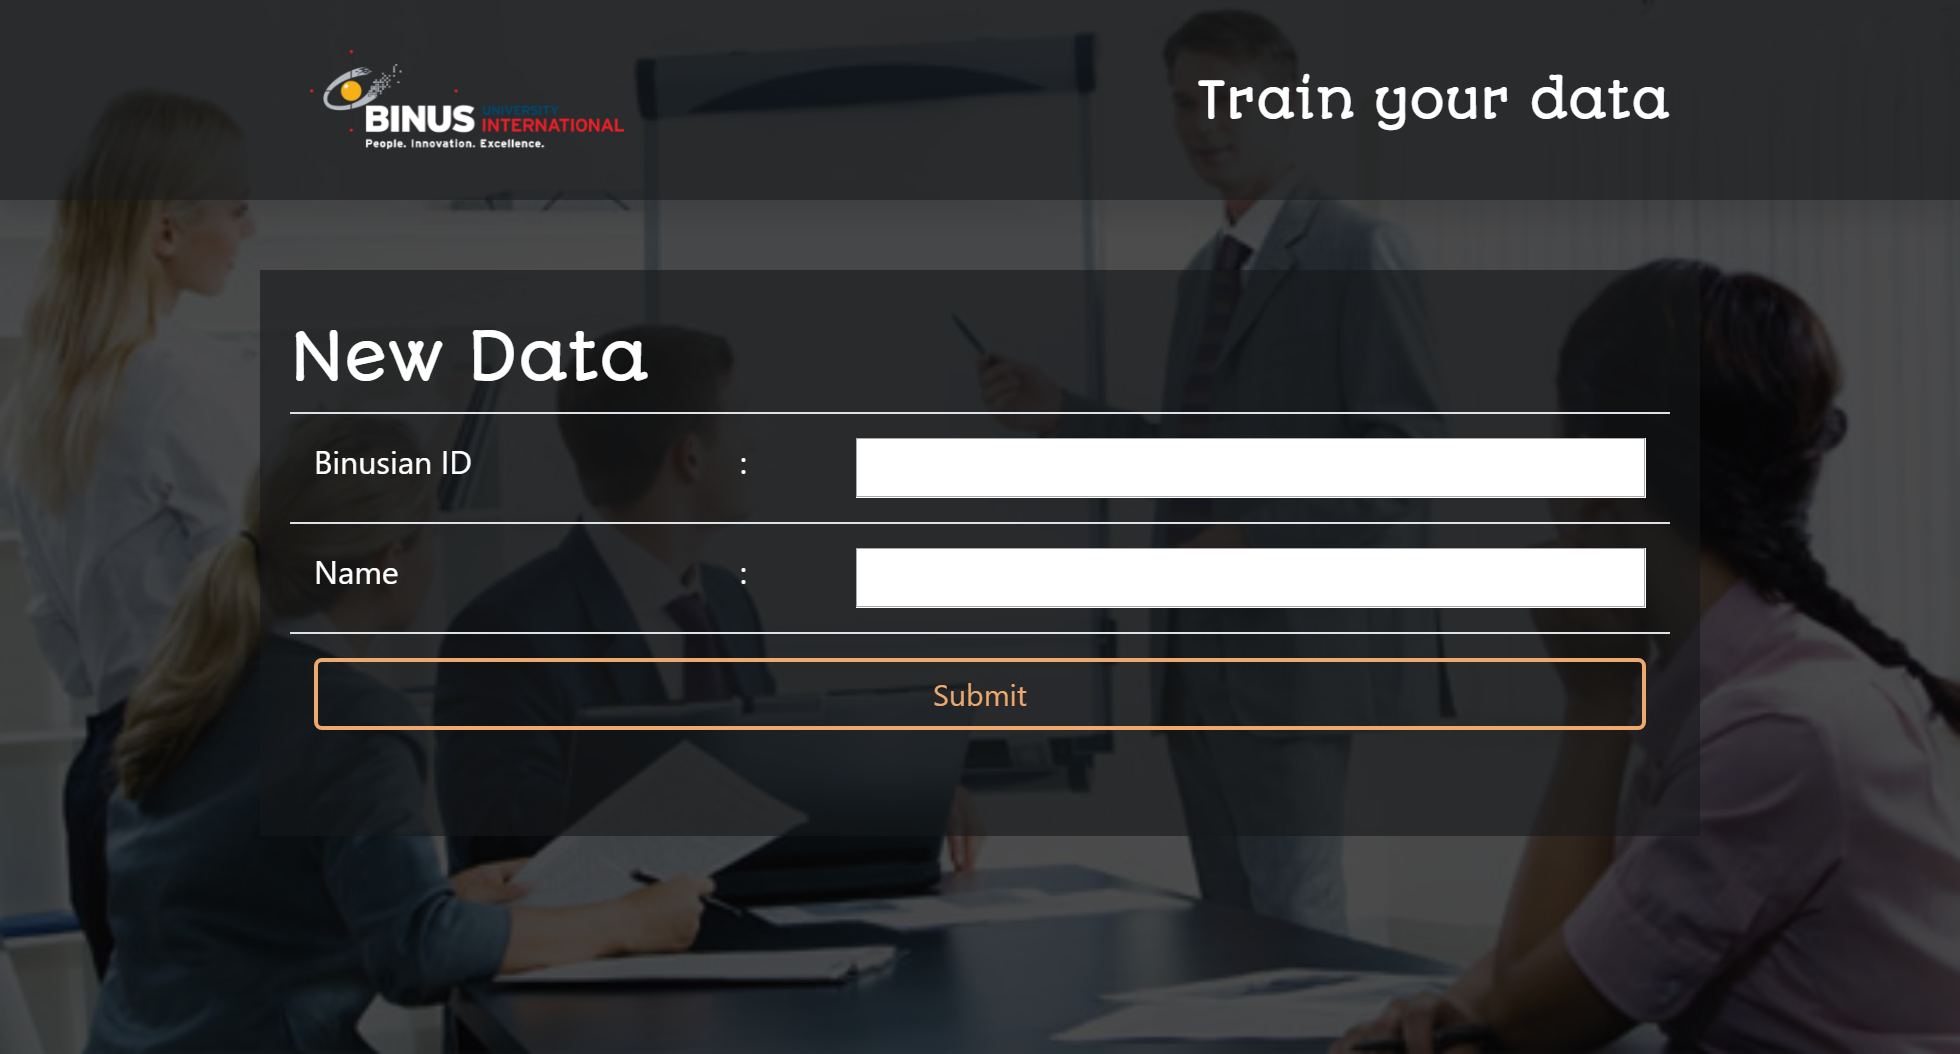 BINUS UNIVERSITY INTERNATIONAL
People. Innovation. Excellence.
Train your data
New Data
Binusian ID :
Name :
Submit